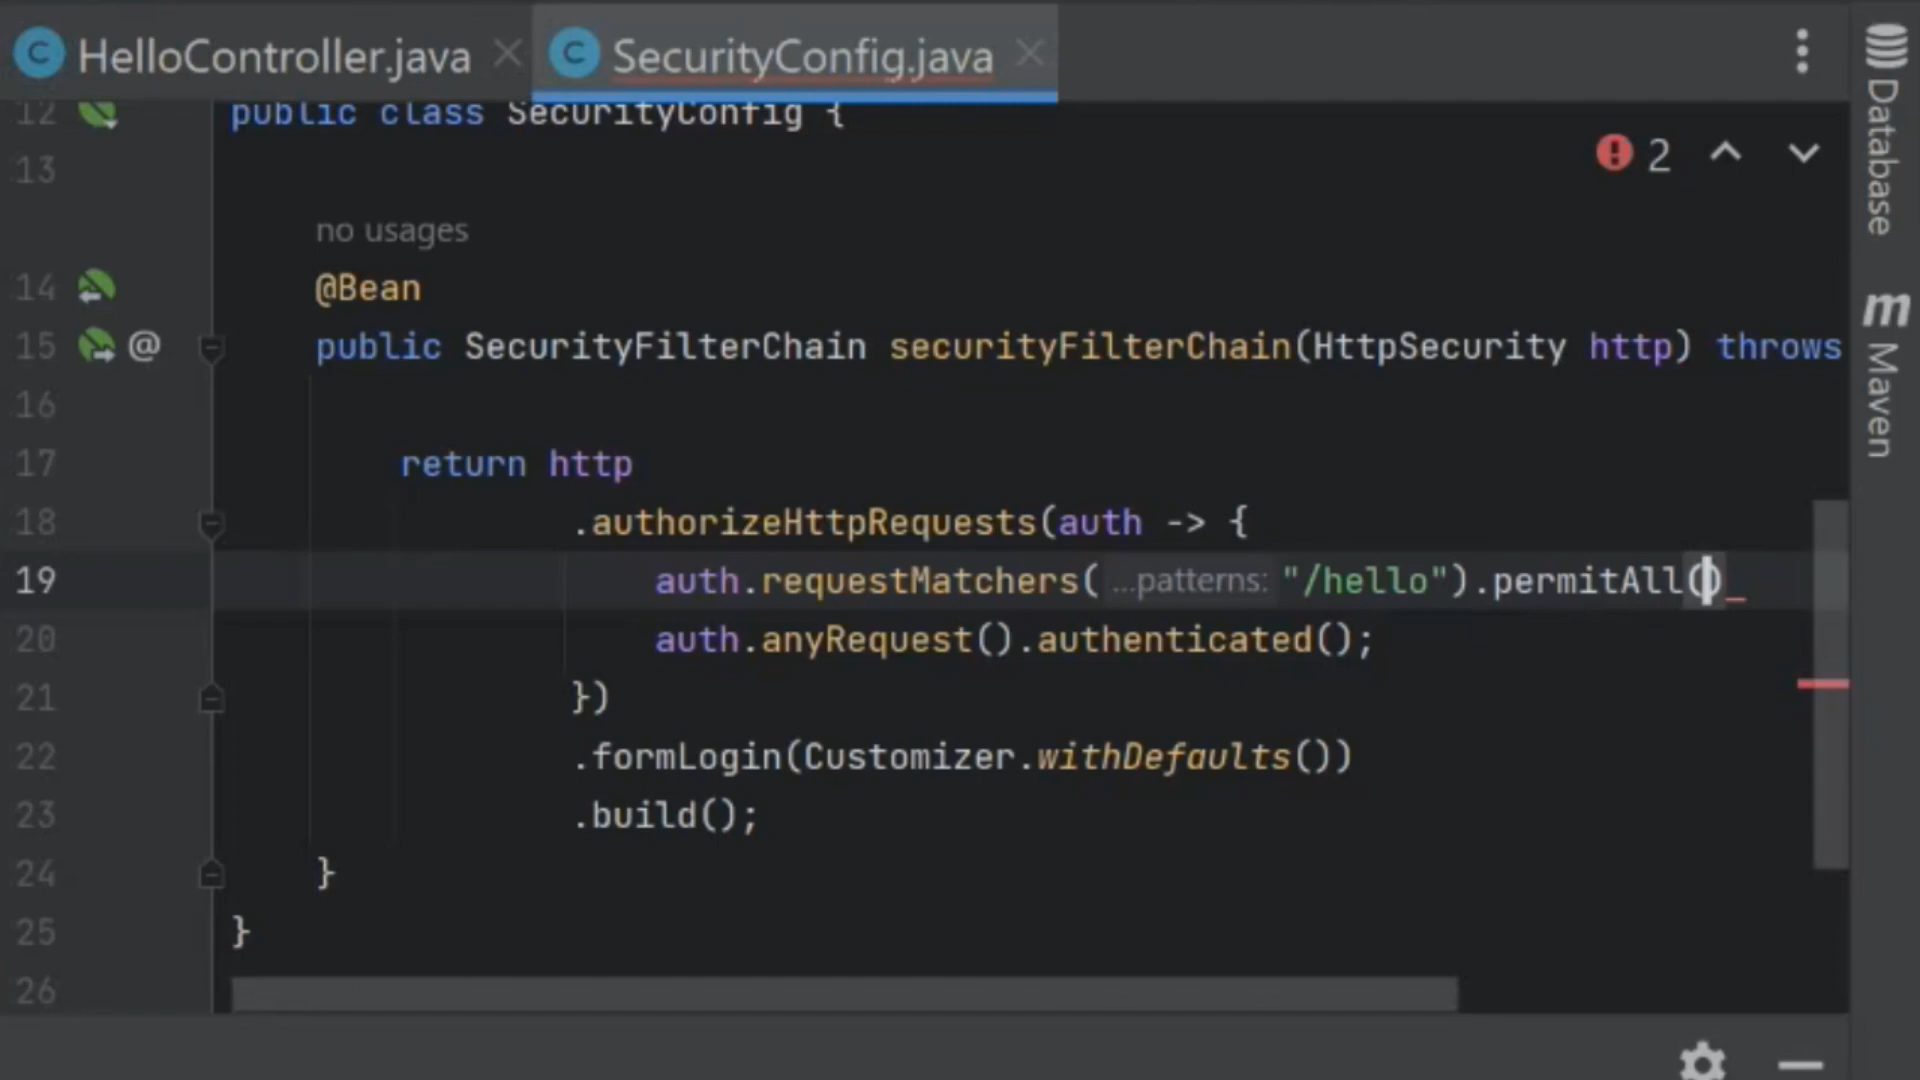 HelloController.java
SecurityConfig.java
12 public class SecurityConfig {
2
13
no usages
14 @Bean
15 @ public SecurityFilterChain securityFilterChain(HttpSecurity http) throws
16
17 return http
18 .authorizeHttpRequests(auth -> {
19 auth.requestMatchers( ...patterns: "/hello").permitAll()
20 auth.anyRequest().authenticated();
21 })
22 .formLogin(Customizer.withDefaults())
23 .build();
24 }
25 }
26
Database
m Maven